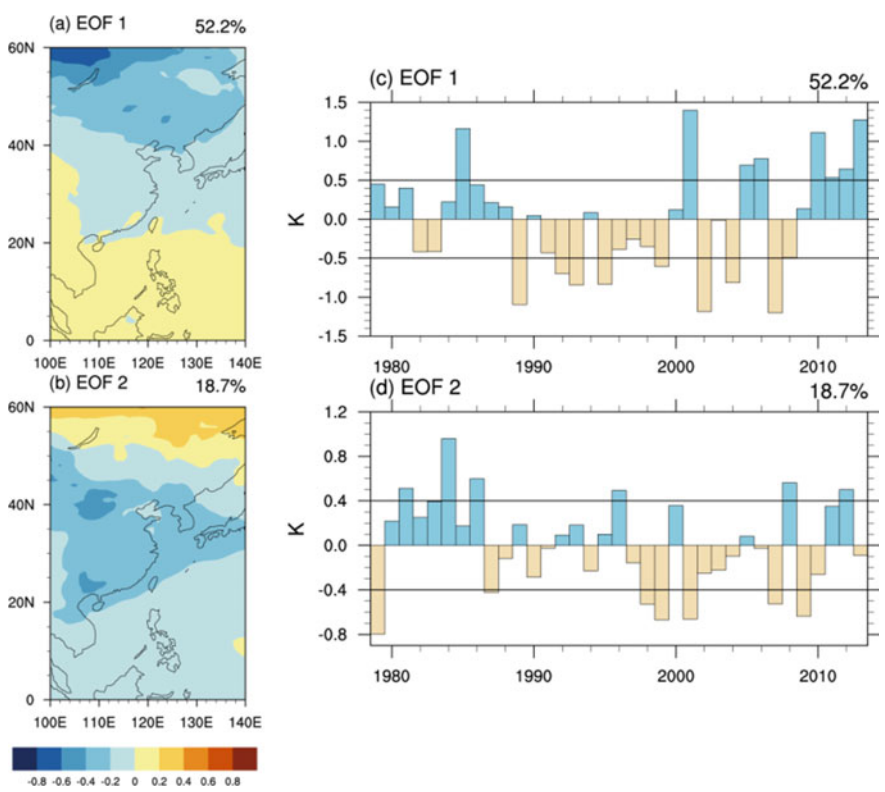 (a) EOF 1 52.2%
60N
40N
20N
0
100E 110E 120E 130E 140E
(b) EOF 2 18.7%
60N
40N
20N
0
100E 110E 120E 130E 140E
-0.8 -0.6 -0.4 -0.2 0 0.2 0.4 0.6 0.8
(c) EOF 1 52.2%
1.5
1.0
0.5
0.0
-0.5
-1.0
-1.5
K
1980 1990 2000 2010
(d) EOF 2 18.7%
1.2
0.8
0.4
0.0
-0.4
-0.8
K
1980 1990 2000 2010